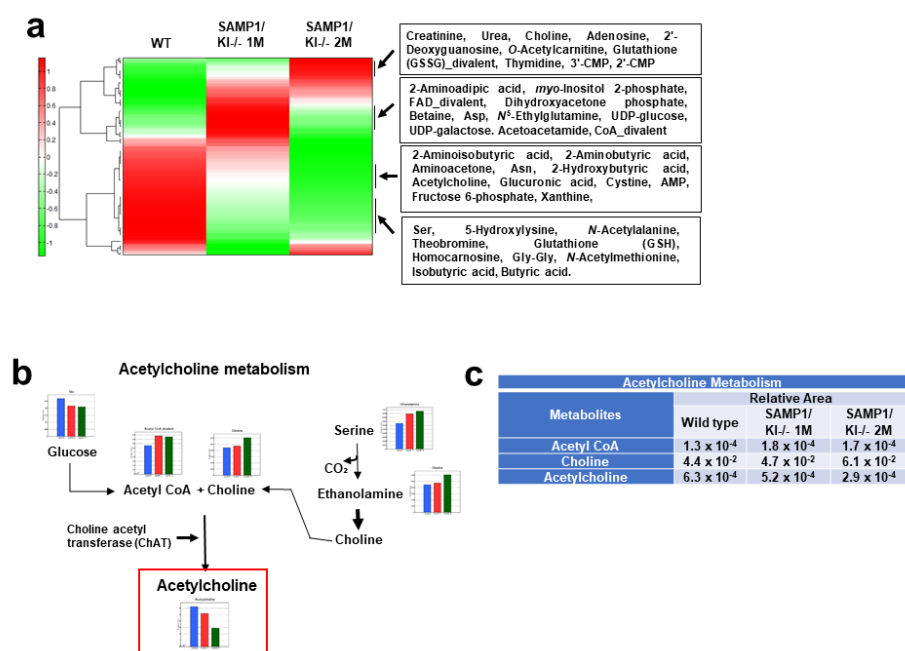 a
WT
SAMP1/
KI-/- 1M
SAMP1/
KI-/- 2M
1
0.8
0.6
0.4
0.2
0
-0.2
-0.4
-0.6
-0.8
-1
Creatinine, Urea, Choline, Adenosine, 2'-
Deoxyguanosine, O-Acetylcarnitine, Glutathione
(GSSG)_divalent, Thymidine, 3'-CMP, 2'-CMP
2-Aminoadipic acid, myo-Inositol 2-phosphate,
FAD_divalent, Dihydroxyacetone phosphate,
Betaine, Asp, N⁵-Ethylglutamine, UDP-glucose,
UDP-galactose. Acetoacetamide, CoA_divalent
2-Aminoisobutyric acid, 2-Aminobutyric acid,
Aminoacetone, Asn, 2-Hydroxybutyric acid,
Acetylcholine, Glucuronic acid, Cystine, AMP,
Fructose 6-phosphate, Xanthine,
Ser, 5-Hydroxylysine, N-Acetylalanine,
Theobromine, Glutathione (GSH),
Homocarnosine, Gly-Gly, N-Acetylmethionine,
Isobutyric acid, Butyric acid.
b
Acetylcholine metabolism
Glucose
Acetyl CoA + Choline
Serine
CO₂
Ethanolamine
Choline
Choline acetyl
transferase (ChAT)
Acetylcholine
c
Acetylcholine Metabolism
Metabolites
Relative Area
Wild type
SAMP1/
KI-/- 1M
SAMP1/
KI-/- 2M
Acetyl CoA 1.3 x 10⁻⁴ 1.8 x 10⁻⁴ 1.7 x 10⁻⁴
Choline 4.4 x 10⁻² 4.7 x 10⁻² 6.1 x 10⁻²
Acetylcholine 6.3 x 10⁻⁴ 5.2 x 10⁻⁴ 2.9 x 10⁻⁴